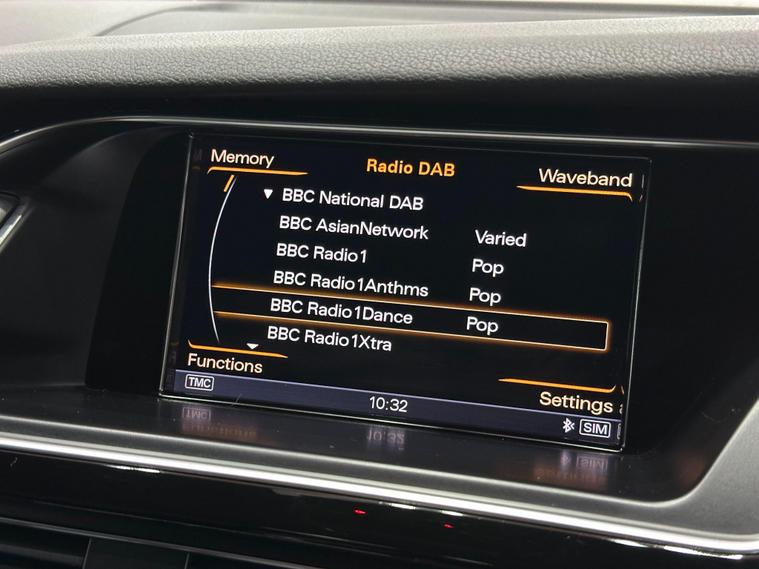 Memory Radio DAB Waveband
BBC National DAB
BBC AsianNetwork Varied
BBC Radio1 Pop
BBC Radio1Anthms Pop
BBC Radio1Dance Pop
BBC Radio1Xtra
Functions Settings
TMC 10:32 SIM